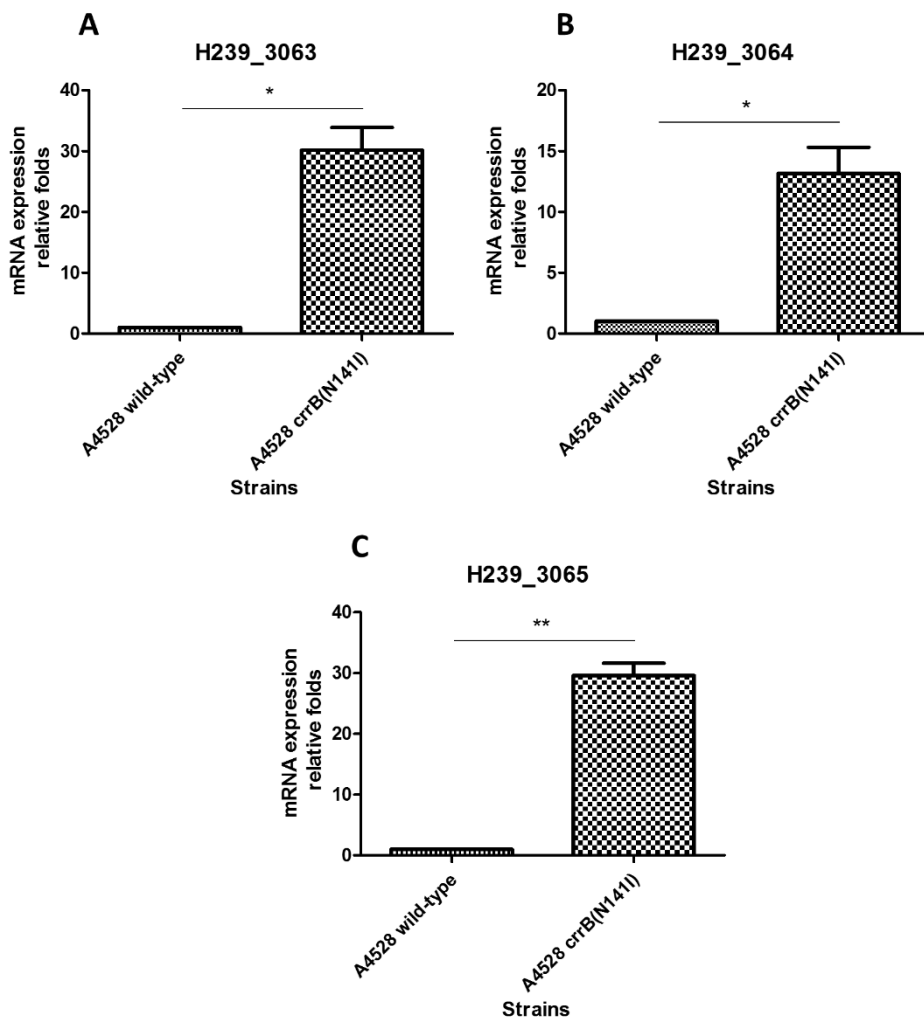 A
H239_3063
40
30
20
10
0
mRNA expression
relative folds
*
A4528 wild-type
A4528 crrB(N141I)
Strains
B
H239_3064
20
15
10
5
0
mRNA expression
relative folds
*
A4528 wild-type
A4528 crrB(N141I)
Strains
C
H239_3065
40
30
20
10
0
mRNA expression
relative folds
**
A4528 wild-type
A4528 crrB(N141I)
Strains